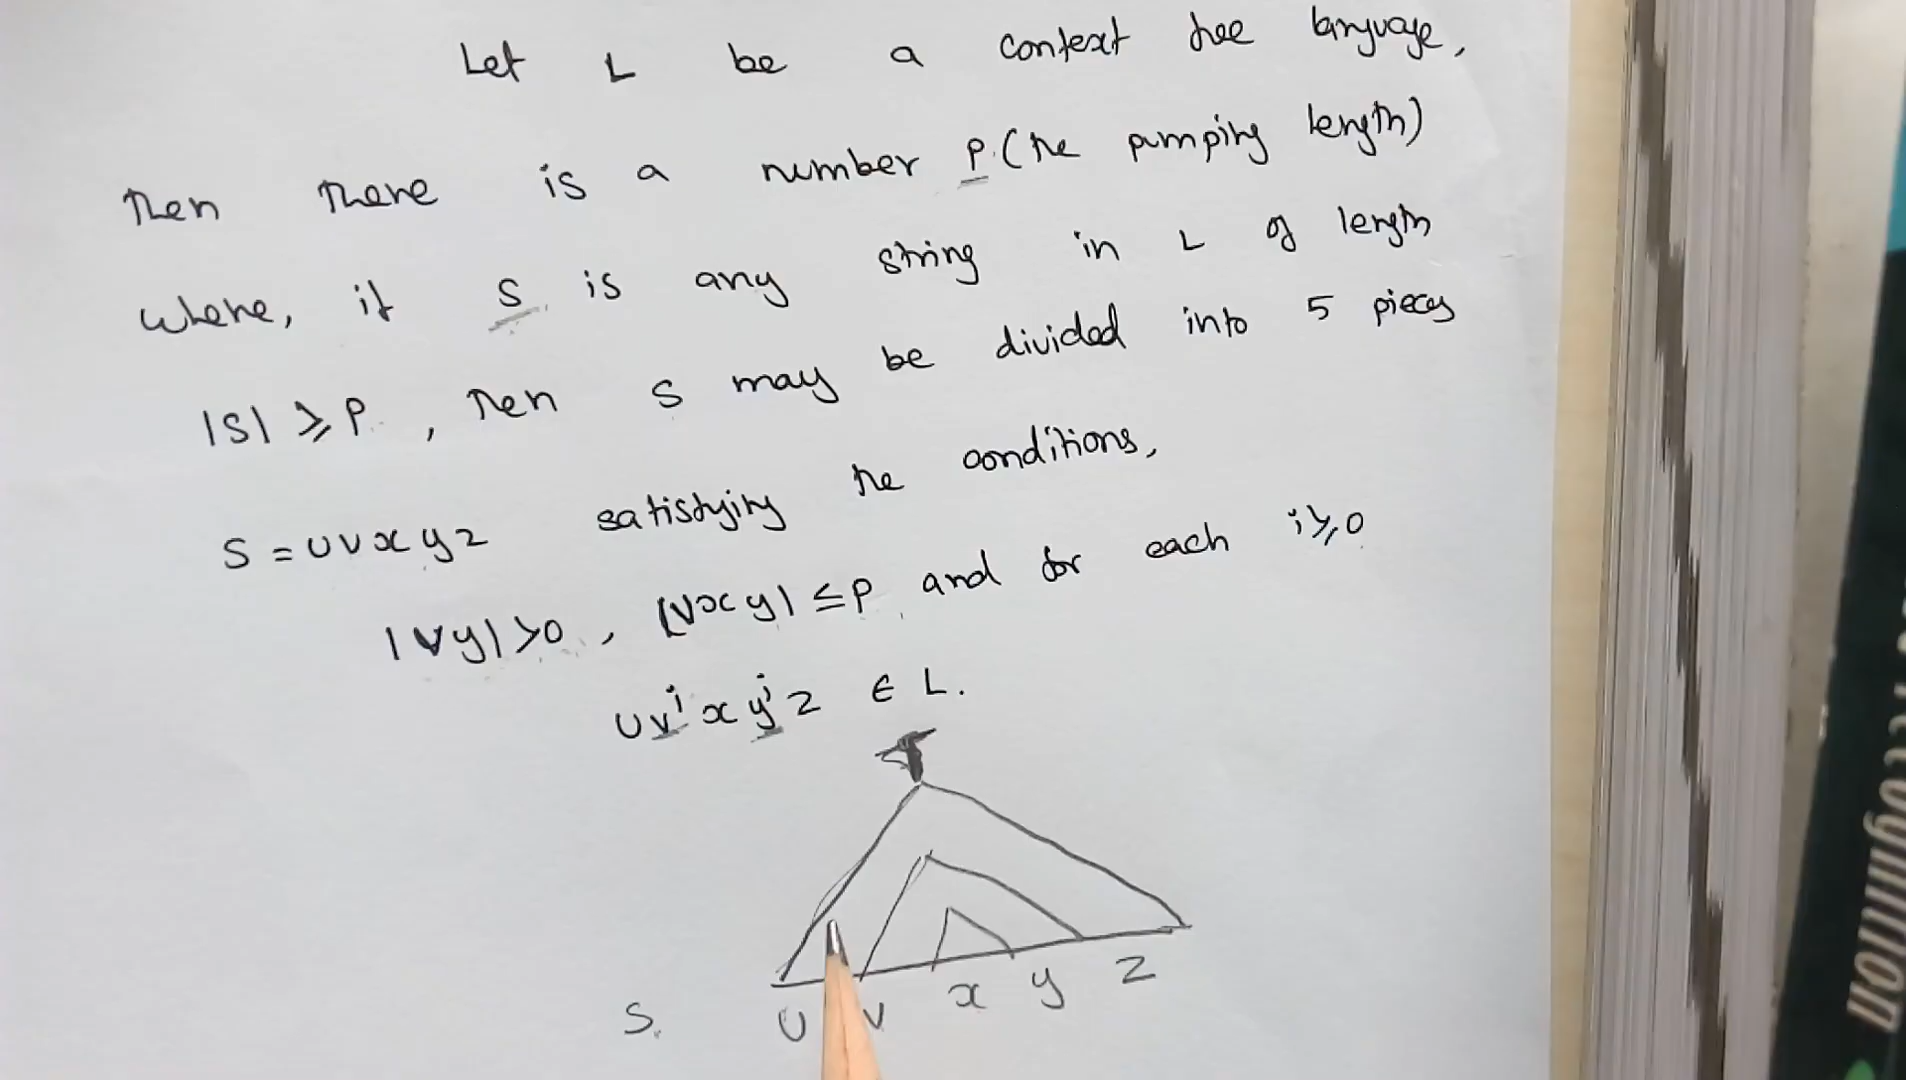 Let L be a context free language,
Then there is a number P (the pumping length)
where, if S is any string in L of length
|S| ≥ P, then S may be divided into 5 pieces
S = uvxyz satisfying the conditions,
|vy| > 0, |vxy| ≤ P and for each i ≥ 0
uvⁱxyⁱz ∈ L.
T
S. u v x y z